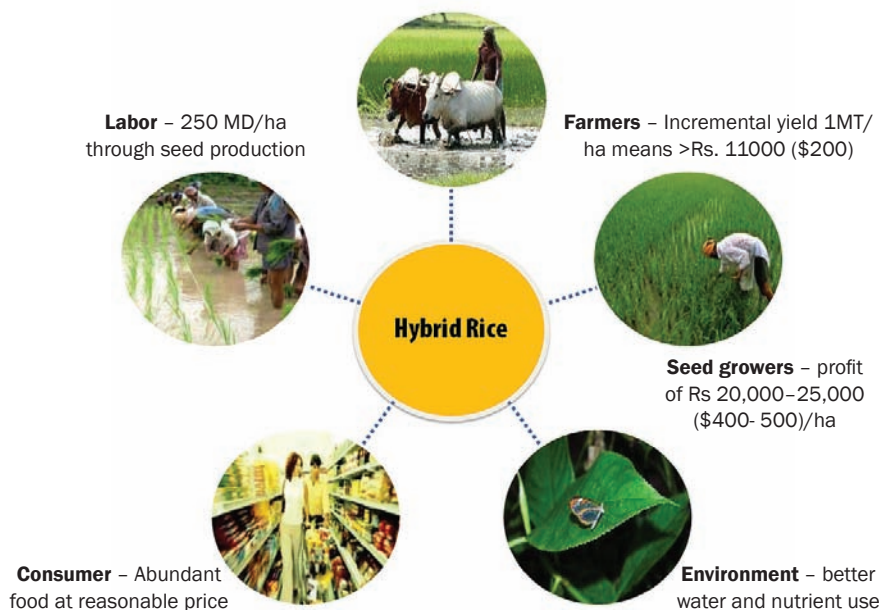 Labor – 250 MD/ha
through seed production
Farmers – Incremental yield 1MT/
ha means >Rs. 11000 ($200)
Hybrid Rice
Seed growers – profit
of Rs 20,000–25,000
($400- 500)/ha
Consumer – Abundant
food at reasonable price
Environment – better
water and nutrient use